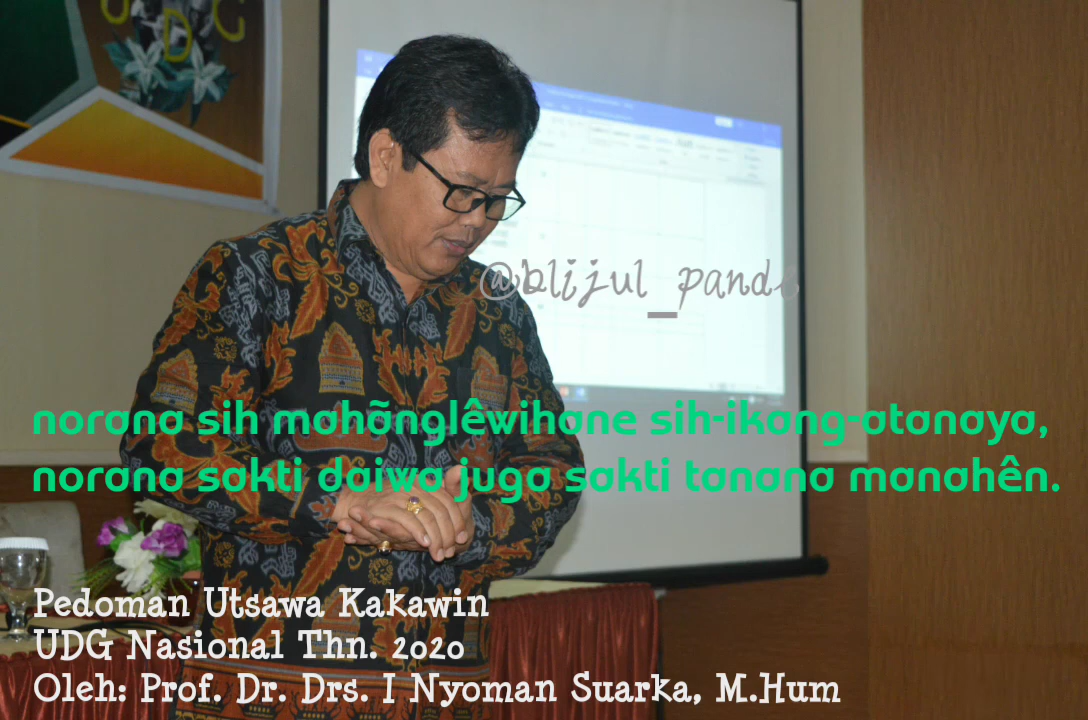 UDG
@blijul_pande
norana sih mahãnglêwihane sih-ikang-atanaya,
norana sakti daiwa juga sakti tanana manahên.
Pedoman Utsawa Kakawin
UDG Nasional Thn. 2020
Oleh: Prof. Dr. Drs. I Nyoman Suarka, M.Hum